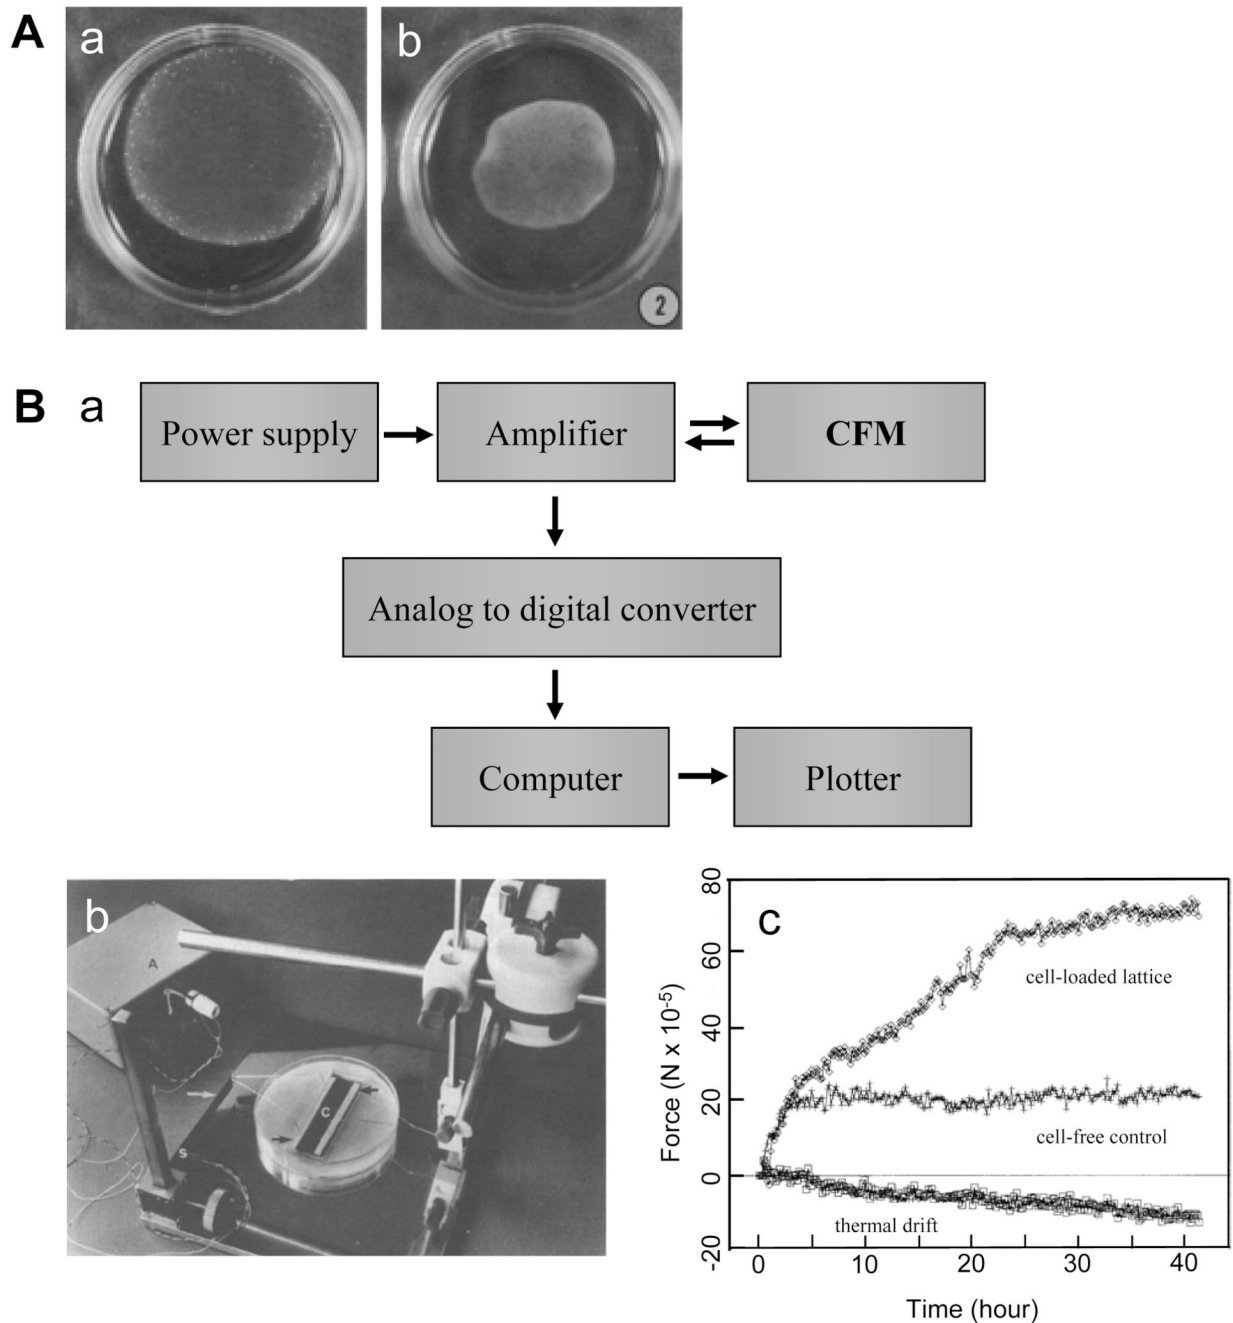 A
a
b
2
B
a
Power supply
Amplifier
CFM
Analog to digital converter
Computer
Plotter
b
A
C
S
c
80
60
40
20
0
-20
Force (N x 10-5)
cell-loaded lattice
cell-free control
thermal drift
0 10 20 30 40
Time (hour)